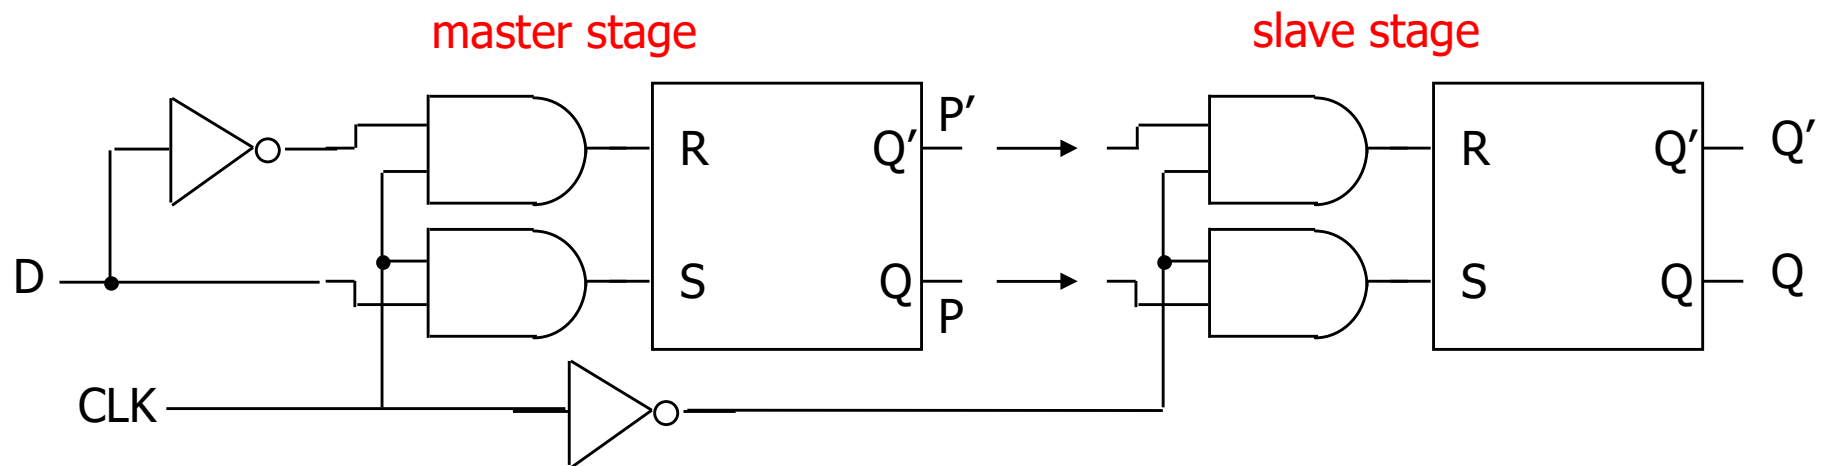 master stage
slave stage
P’
R
Q’
R
Q’
Q’
D
S
Q
S
Q
Q
P
CLK